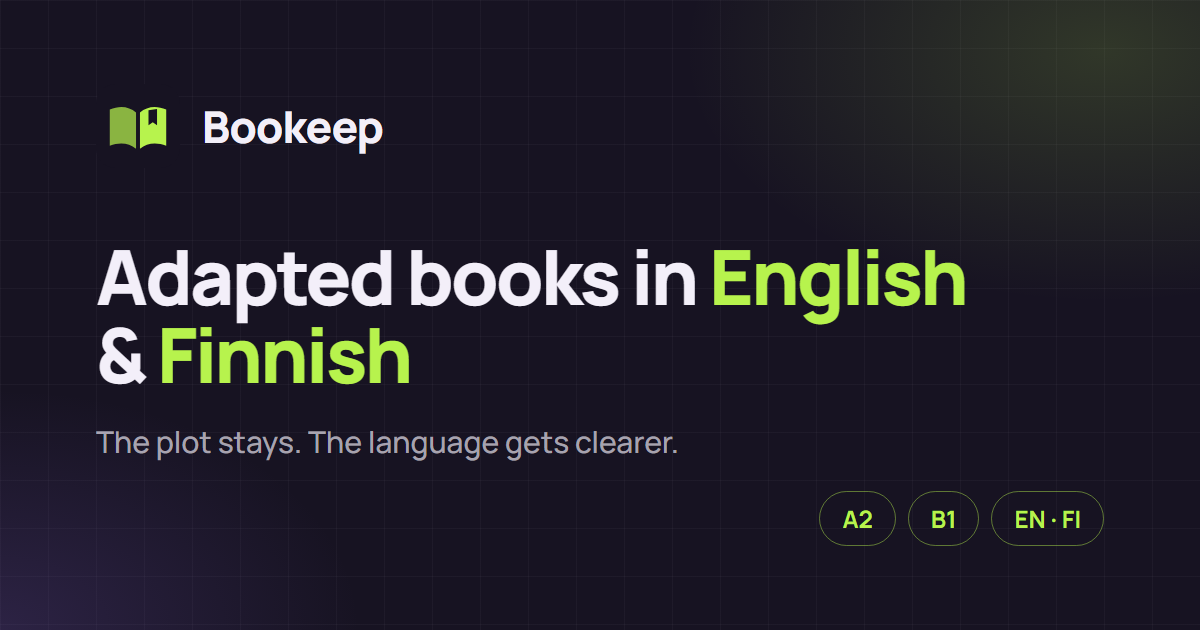 Bookeep
Adapted books in English
& Finnish
The plot stays. The language gets clearer.
A2
B1
EN · FI